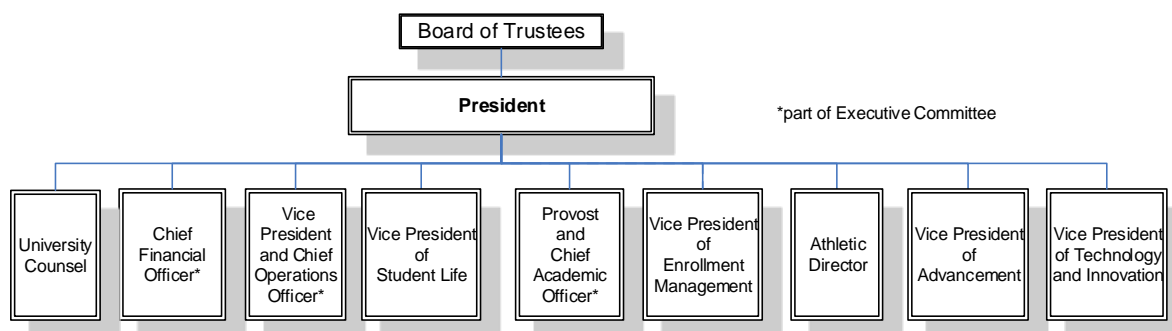 Board of Trustees
President
*part of Executive Committee
University
Counsel
Chief
Financial
Officer*
Vice
President
and Chief
Operations
Officer*
Vice President
of
Student Life
Provost
and
Chief
Academic
Officer*
Vice President
of
Enrollment
Management
Athletic
Director
Vice President
of
Advancement
Vice President
of Technology
and Innovation